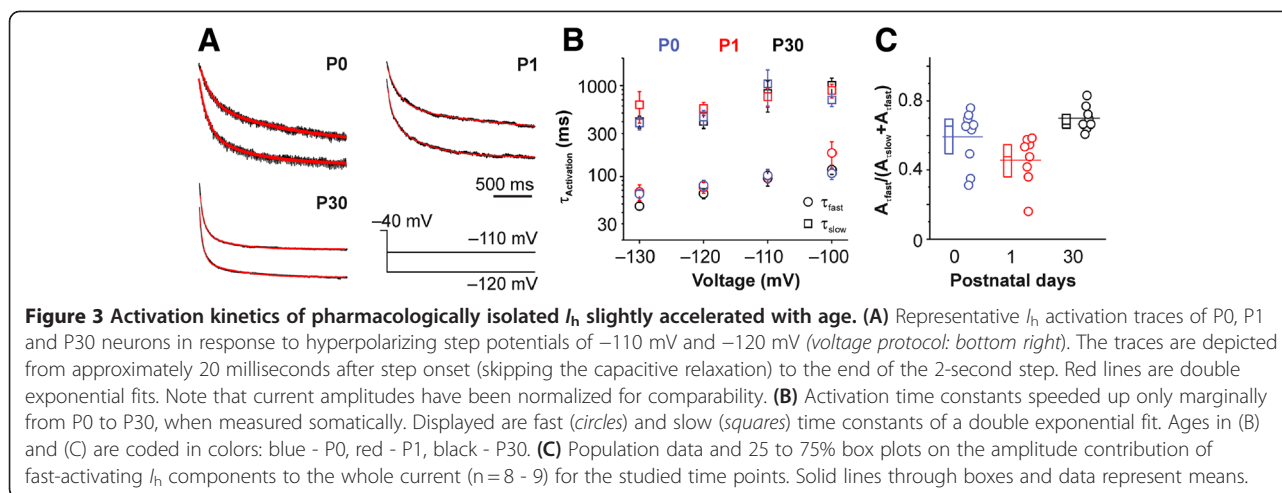 A
P0
P1
500 ms
P30
−40 mV
−110 mV
−120 mV
B
P0 P1 P30
1000
300
100
30
τActivation (ms)
τfast
τslow
−130 −120 −110 −100
Voltage (mV)
C
0.8
0.4
0
Aτfast/(Aτslow+Aτfast)
0 1 30
Postnatal days
Figure 3 Activation kinetics of pharmacologically isolated Ih slightly accelerated with age. (A) Representative Ih activation traces of P0, P1
and P30 neurons in response to hyperpolarizing step potentials of −110 mV and −120 mV (voltage protocol: bottom right). The traces are depicted
from approximately 20 milliseconds after step onset (skipping the capacitive relaxation) to the end of the 2-second step. Red lines are double
exponential fits. Note that current amplitudes have been normalized for comparability. (B) Activation time constants speeded up only marginally
from P0 to P30, when measured somatically. Displayed are fast (circles) and slow (squares) time constants of a double exponential fit. Ages in (B)
and (C) are coded in colors: blue - P0, red - P1, black - P30. (C) Population data and 25 to 75% box plots on the amplitude contribution of
fast-activating Ih components to the whole current (n = 8 - 9) for the studied time points. Solid lines through boxes and data represent means.